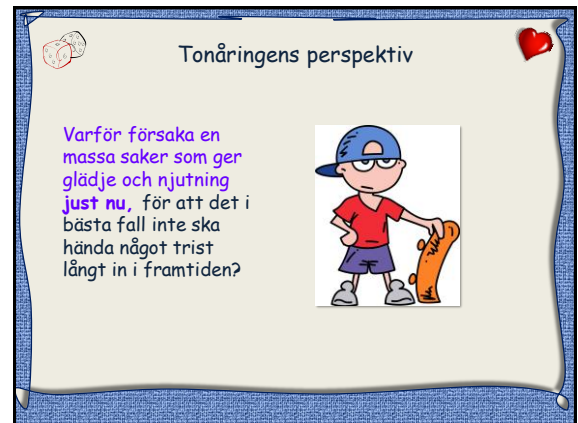 Tonåringens perspektiv
Varför försaka en
massa saker som ger
glädje och njutning
just nu, för att det i
bästa fall inte ska
hända något trist
långt in i framtiden?